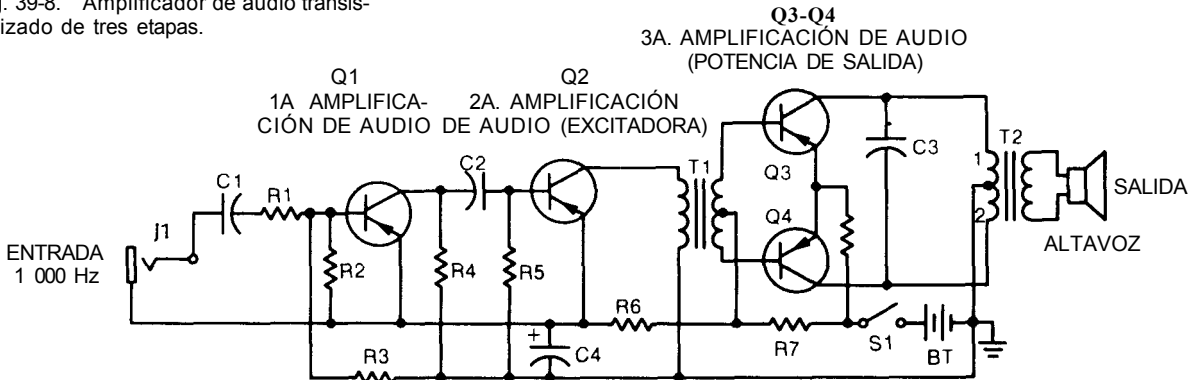 g. 39-8. Amplificador de audio transis-
izado de tres etapas.
Q3-Q4
3A. AMPLIFICACIÓN DE AUDIO
(POTENCIA DE SALIDA)
Q1
1A AMPLIFICA-
CIÓN DE AUDIO
Q2
2A. AMPLIFICACIÓN
DE AUDIO (EXCITADORA)
C1
R1
J1
ENTRADA
1 000 Hz
R2
C2
R4
R5
R3
+
C4
R6
T1
Q3
Q4
R7
S1
BT
C3
1
2
T2
SALIDA
ALTAVOZ